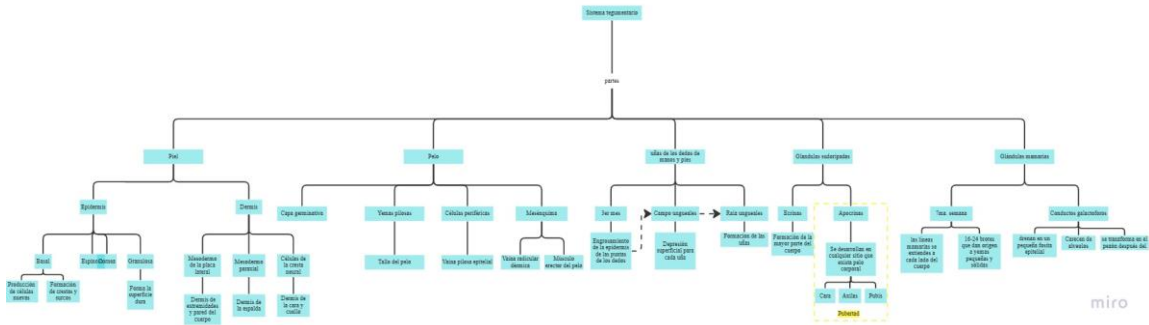 Sistema tegumentario
partes
Piel
Pelo
uñas de los dedos de
manos y pies
Glándulas sudoríparas
Glándulas mamarias
Epidermis
Dermis
Capa germinativa
Yemas pilosas
Células periféricas
Mesénquima
3er mes
Campo ungueales
Raíz ungueales
Ecrinas
Apocrinas
7ma. semana
Conductos galactóforos
Basal
Granulosa
Mesodermo
de la placa
lateral
Mesodermo
paraxial
Células de
la cresta
neural
Tallo del pelo
Vaina pilosa epitelial
Vaina radicular
dérmica
Músculo
erector del pelo
Engrosamiento de
la epidermis
de las puntas
de los dedos
Depresión
superficial para
cada uña
Formación de las
uñas
Formación de la
mayor parte del
cuerpo
Se desarrollan en
cualquier sitio que
exista pelo
corporal
las líneas
mamarias se
extienden a
cada lado del
cuerpo
16-24 brotes
que dan origen
a yemas
pequeñas y
sólidas
drenan en un
pequeño
epitelial
Carecen de
alveolos
se transforma en el
pezón después del
Producción
de células
nuevas
Formación
de crestas y
surcos
Forma la
superficie
dura
Dermis de
extremidades
y pared del
cuerpo
Dermis de
la espalda
Dermis de
la cara y
cuello
Cara
Axilas
Pubis
Pubertad
miro